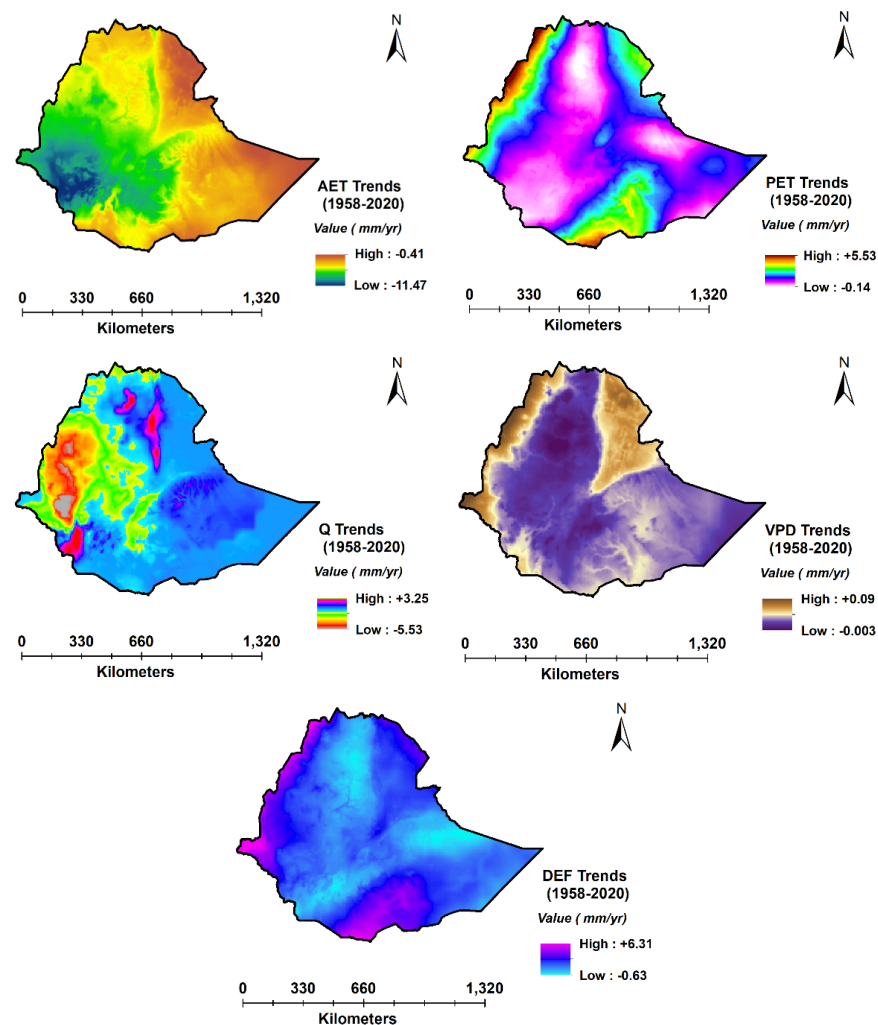 N
AET Trends
(1958-2020)
Value ( mm/yr)
High : -0.41
Low : -11.47
0 330 660 1,320
Kilometers
N
PET Trends
(1958-2020)
Value ( mm/yr)
High : +5.53
Low : -0.14
0 330 660 1,320
Kilometers
N
Q Trends
(1958-2020)
Value ( mm/yr)
High : +3.25
Low : -5.53
0 330 660 1,320
Kilometers
N
VPD Trends
(1958-2020)
Value ( mm/yr)
High : +0.09
Low : -0.003
0 330 660 1,320
Kilometers
N
DEF Trends
(1958-2020)
Value ( mm/yr)
High : +6.31
Low : -0.63
0 330 660 1,320
Kilometers